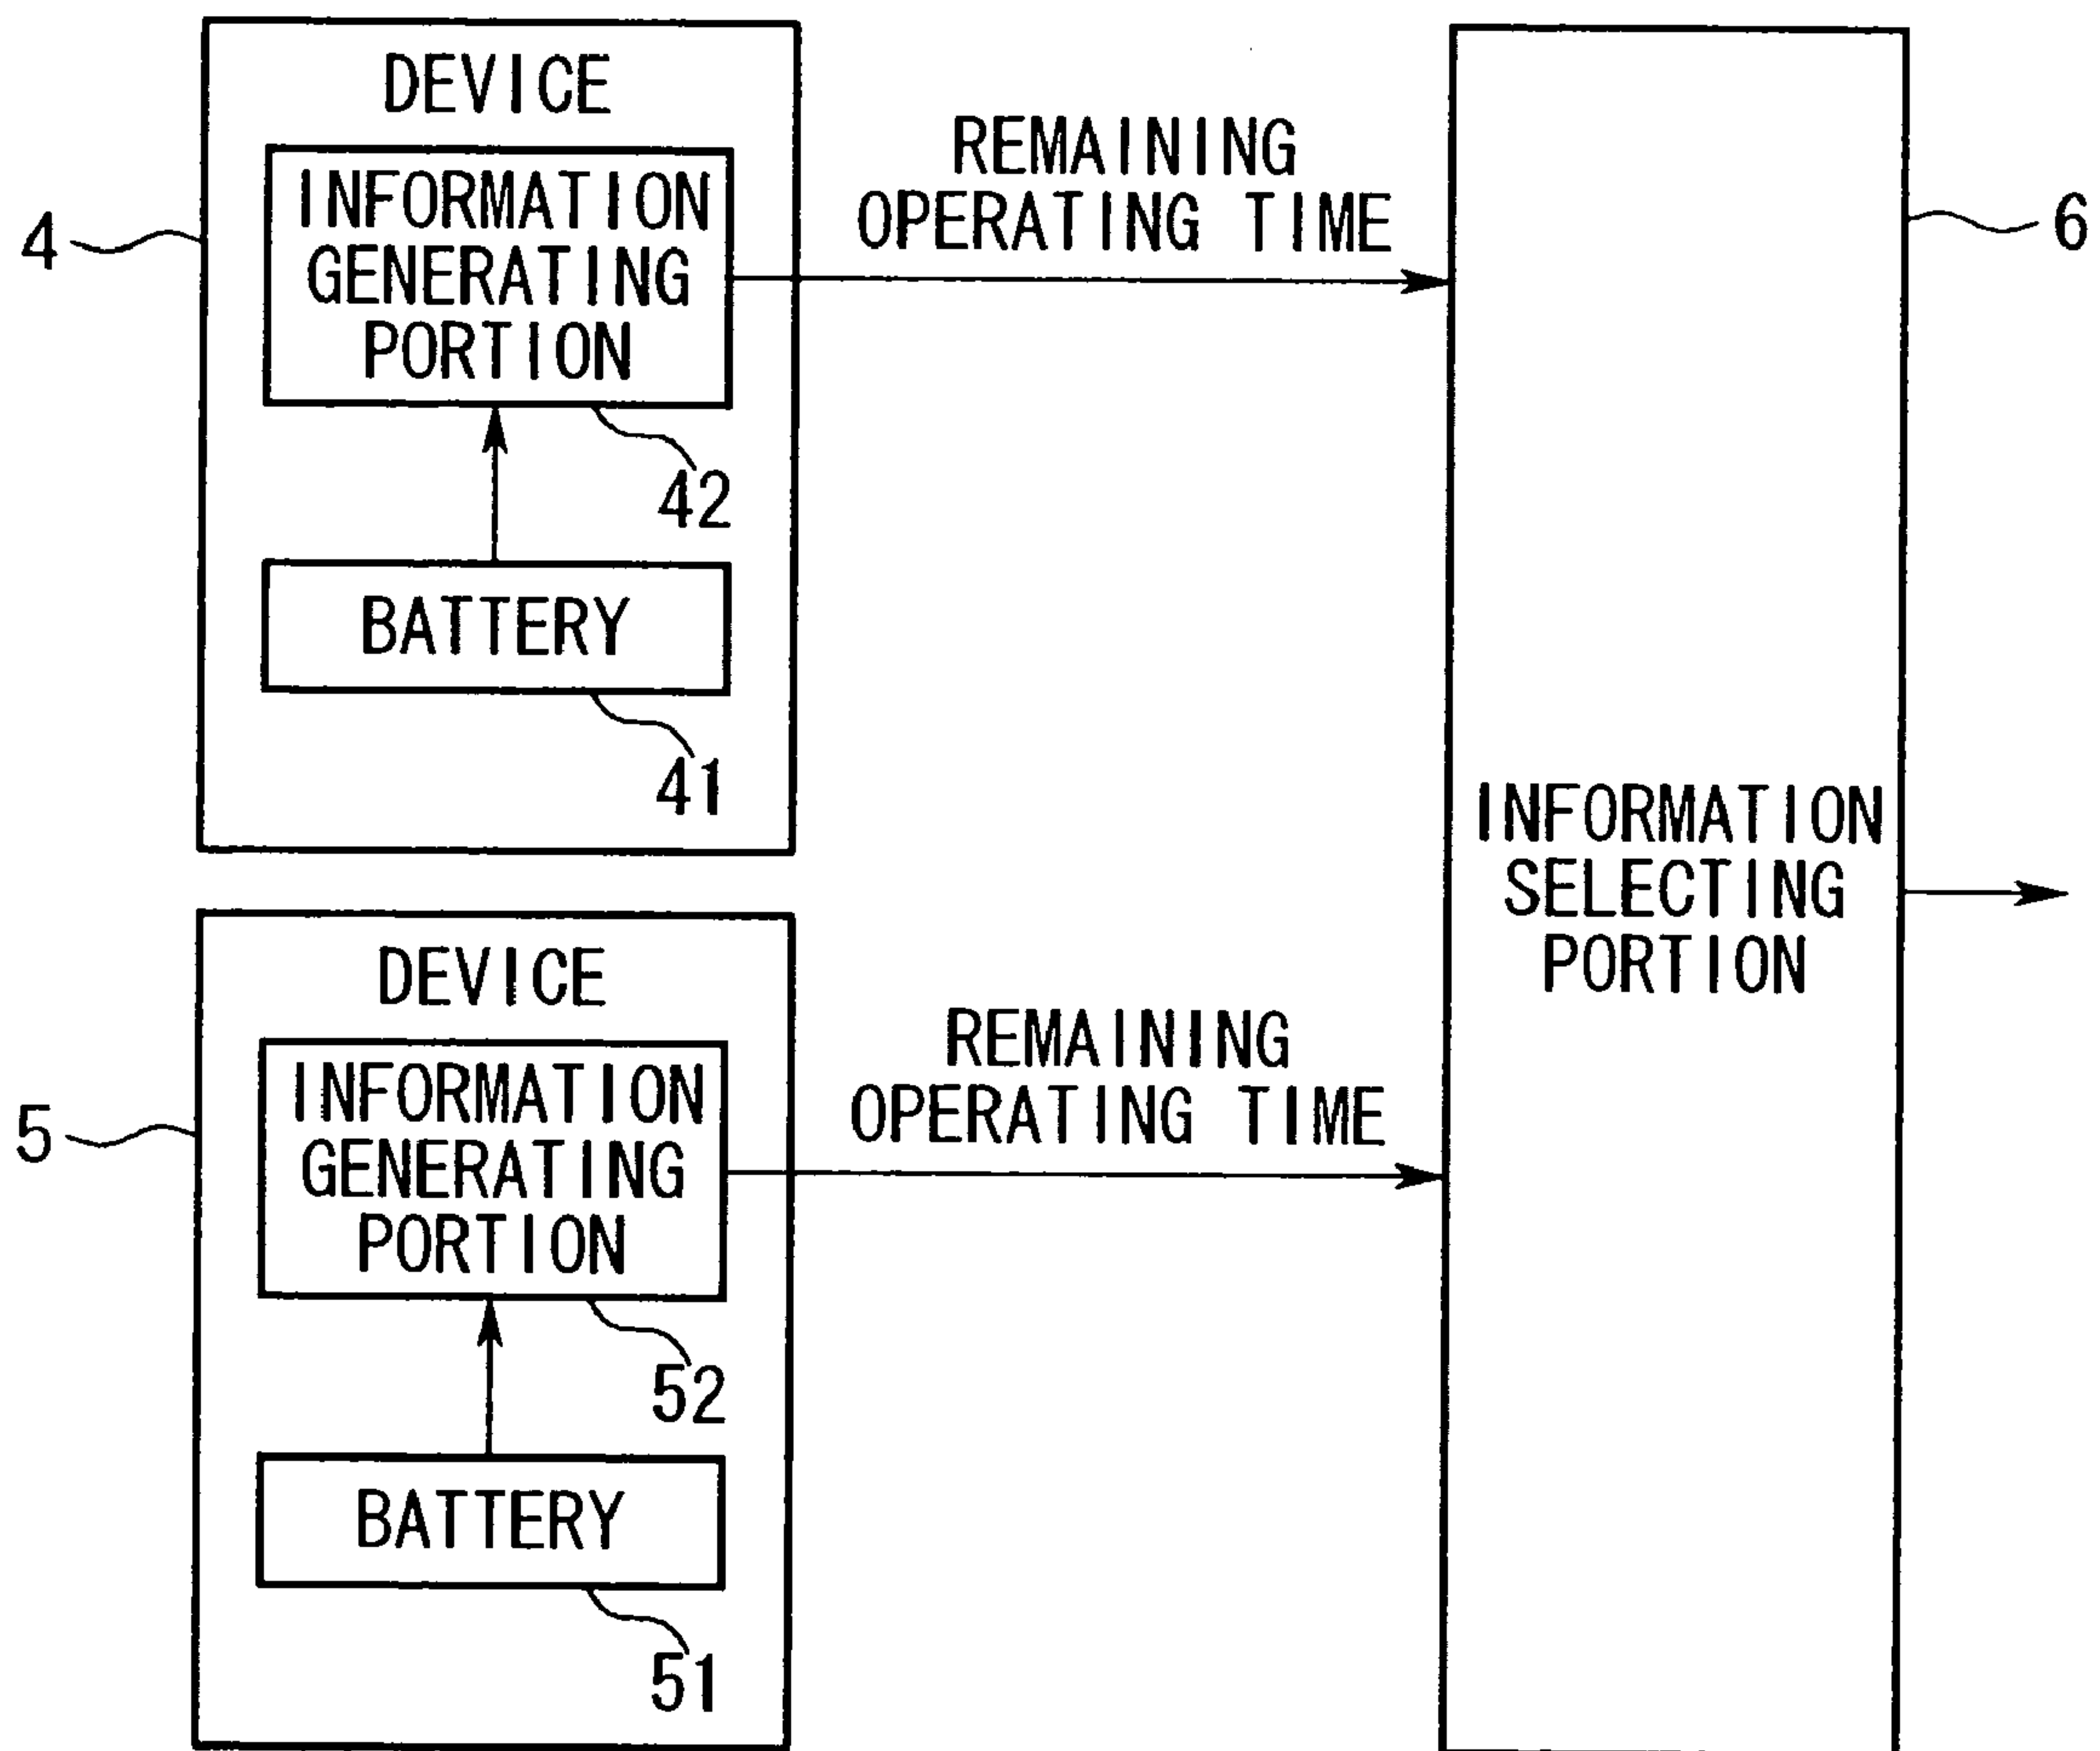 DEVICE
INFORMATION
GENERATING
PORTION
42
BATTERY
41
4
REMAINING
OPERATING TIME
6
DEVICE
INFORMATION
GENERATING
PORTION
52
BATTERY
51
5
REMAINING
OPERATING TIME
INFORMATION
SELECTING
PORTION